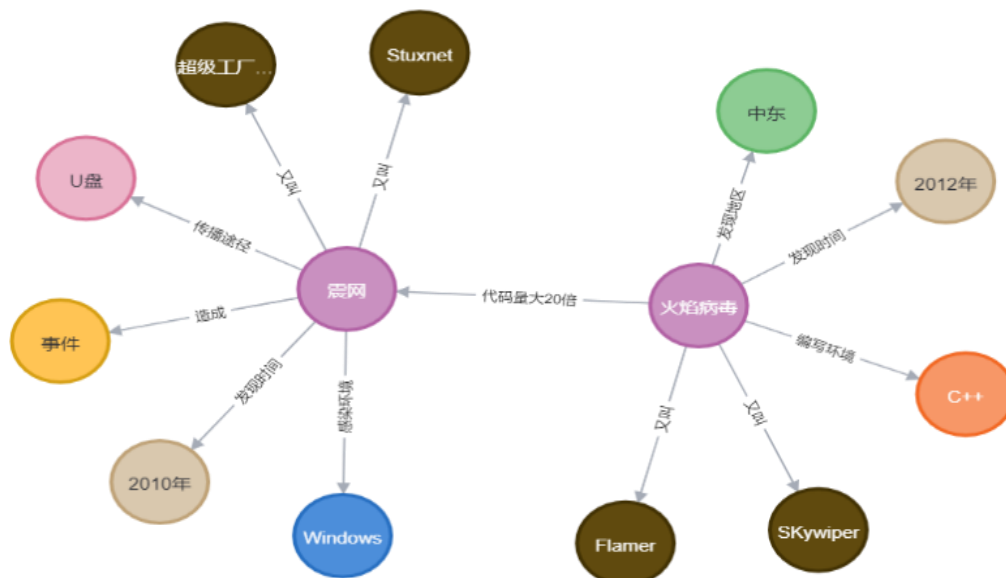 超级工厂...
Stuxnet
中东
U盘
2012年
又叫
又叫
发现地区
传播途径
发现时间
震网
代码量大20倍
火焰病毒
造成
事件
编写环境
发现时间
感染环境
C++
又叫
又叫
2010年
Windows
Flamer
SKywiper